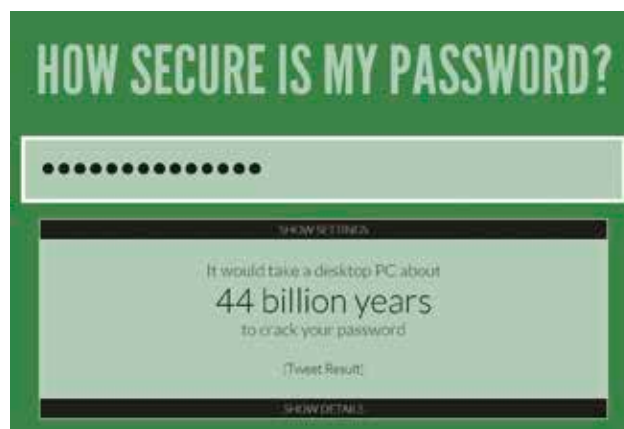 HOW SECURE IS MY PASSWORD?
••••••••••••••
SHOW SETTINGS
It would take a desktop PC about
44 billion years
to crack your password
[Tweet Result]
SHOW DETAILS